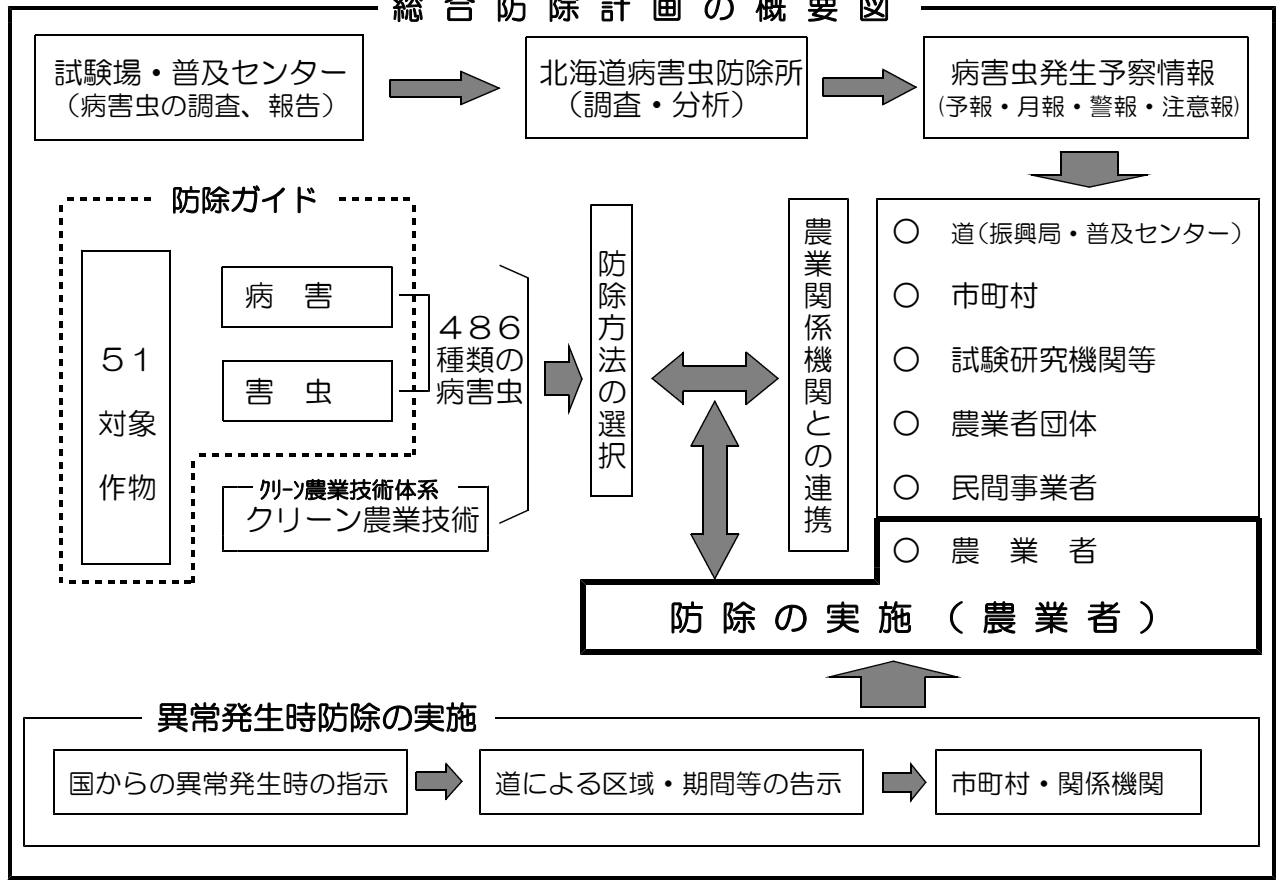 総合防除計画の概要図
試験場・普及センター
（病害虫の調査、報告）
北海道病害虫防除所
（調査・分析）
病害虫発生予察情報
(予報・月報・警報・注意報)
防除ガイド
５１
対象
作物
病　害
害　虫
４８６
種類の
病害虫
クリーン農業技術体系
クリーン農業技術
防除方法の選択
農業関係機関との連携
○　道（振興局・普及センター）
○　市町村
○　試験研究機関等
○　農業者団体
○　民間事業者
○　農　業　者
防除の実施（農業者）
異常発生時防除の実施
国からの異常発生時の指示
道による区域・期間等の告示
市町村・関係機関